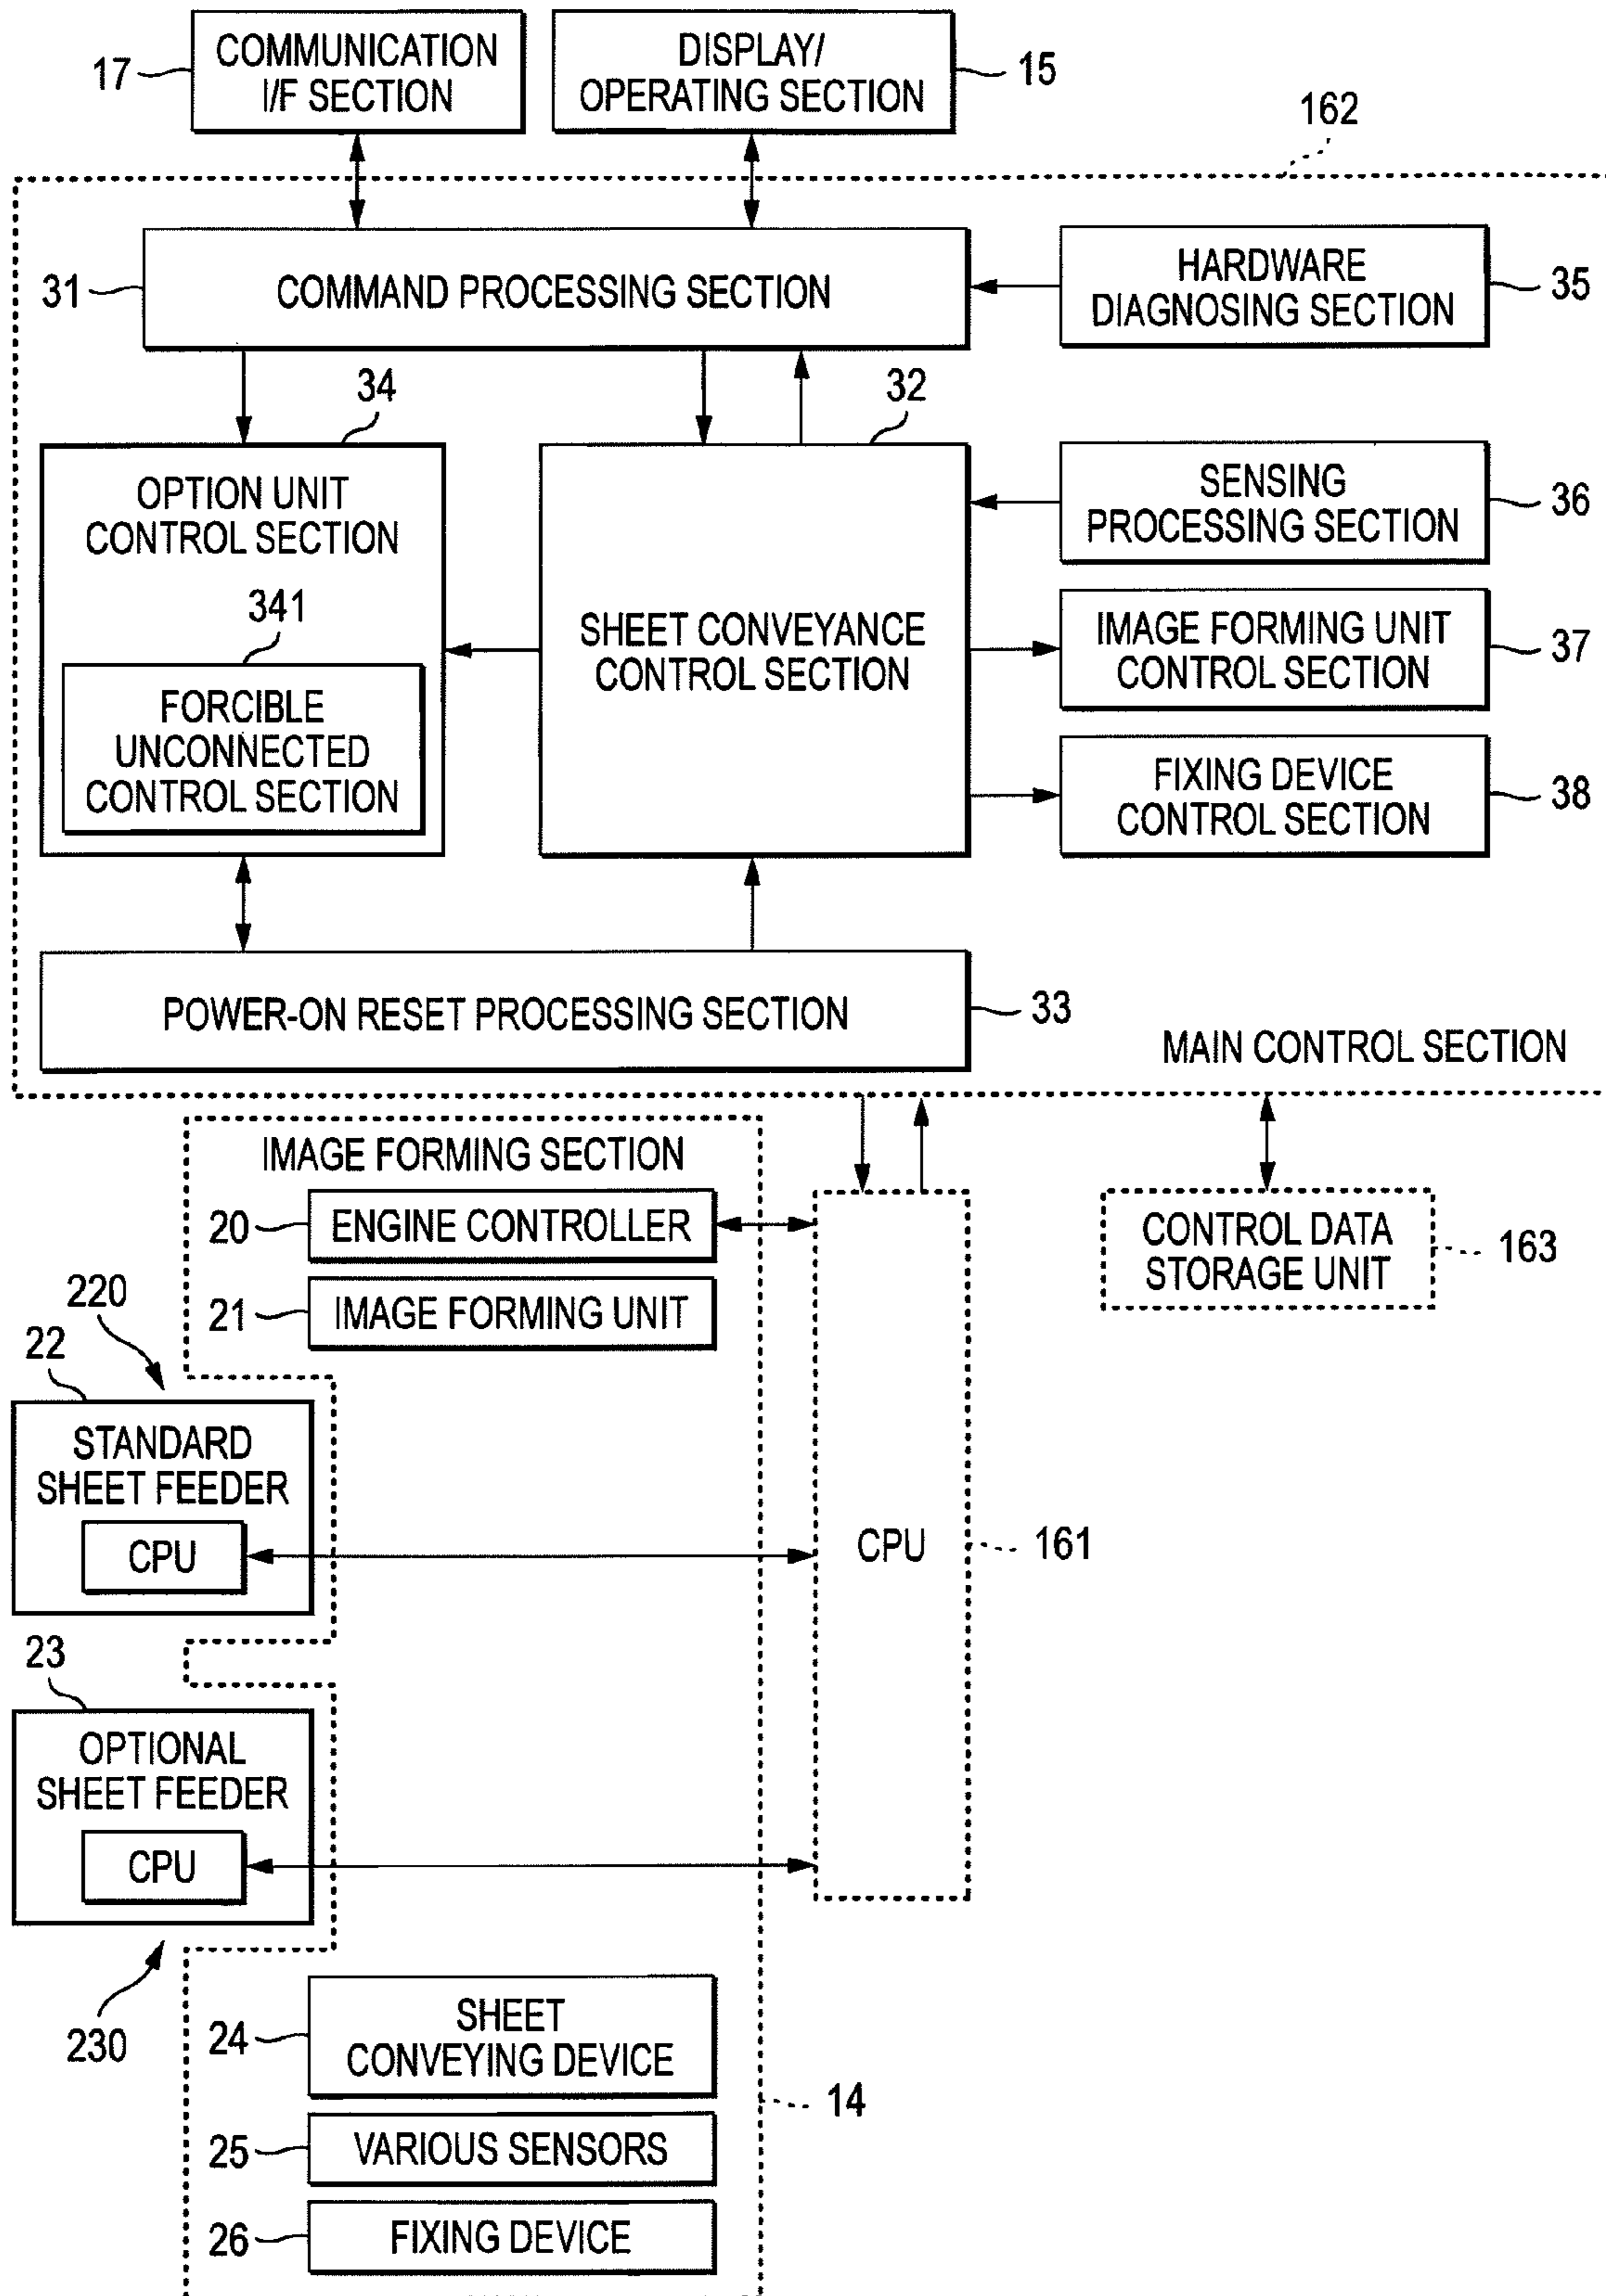 COMMUNICATION
I/F SECTION
17
DISPLAY/
OPERATING SECTION
15
162
31
COMMAND PROCESSING SECTION
HARDWARE
DIAGNOSING SECTION
35
34
32
OPTION UNIT
CONTROL SECTION
341
FORCIBLE
UNCONNECTED
CONTROL SECTION
SHEET CONVEYANCE
CONTROL SECTION
SENSING
PROCESSING SECTION
36
IMAGE FORMING UNIT
CONTROL SECTION
37
FIXING DEVICE
CONTROL SECTION
38
POWER-ON RESET PROCESSING SECTION
33
MAIN CONTROL SECTION
IMAGE FORMING SECTION
20
ENGINE CONTROLLER
21
IMAGE FORMING UNIT
CONTROL DATA
STORAGE UNIT
163
220
22
STANDARD
SHEET FEEDER
CPU
CPU
161
23
OPTIONAL
SHEET FEEDER
CPU
230
24
SHEET
CONVEYING DEVICE
14
25
VARIOUS SENSORS
26
FIXING DEVICE